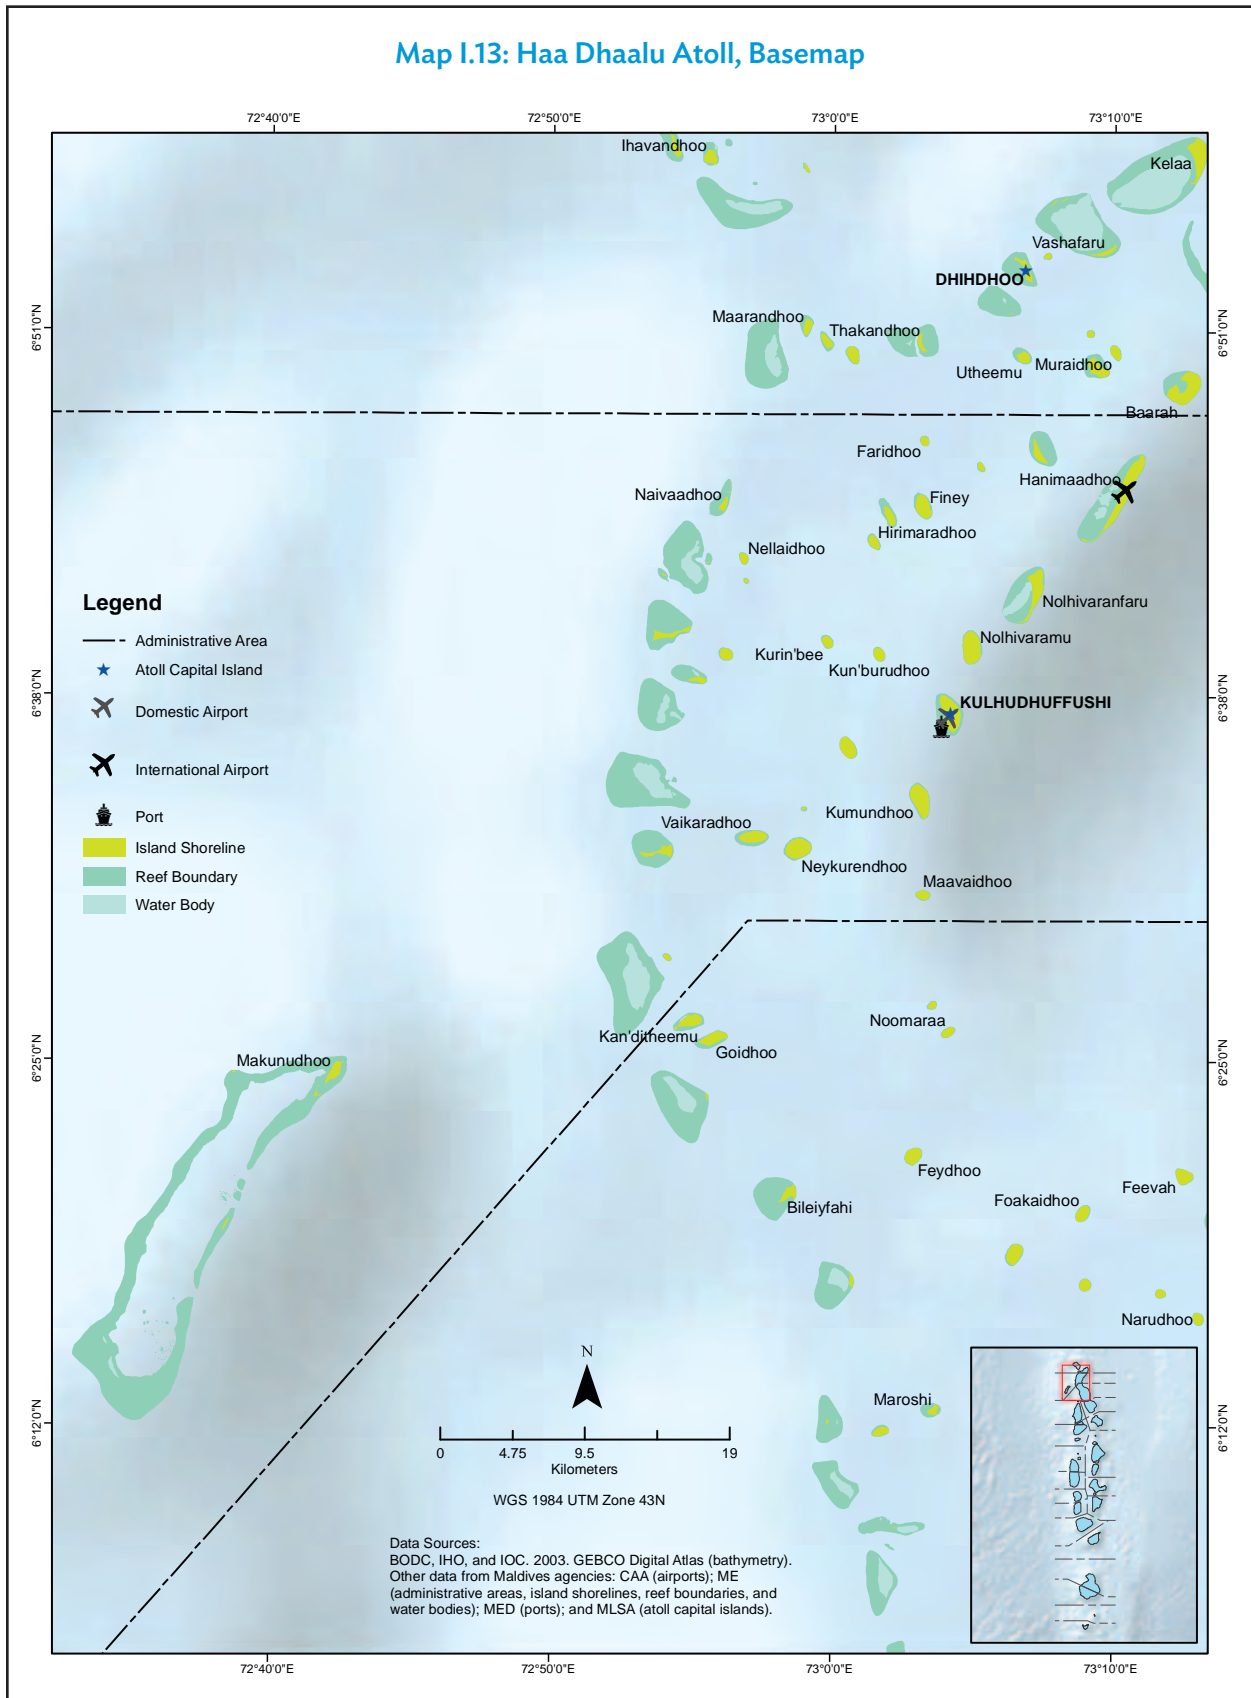 Map I.13: Haa Dhaalu Atoll, Basemap
72°40'0"E
72°50'0"E
73°0'0"E
73°10'0"E
Ihavandhoo
Kelaa
Vashafaru
DHIHDHOO
Maarandhoo
Thakandhoo
6°51'0"N
6°51'0"N
Utheemu
Muraidhoo
Baarah
Faridhoo
Hanimaadhoo
Naivaadhoo
Finey
Hirimaradhoo
Nellaidhoo
Nolhivaranfaru
Nolhivaramu
Kurin'bee
Kun'burudhoo
6°38'0"N
6°38'0"N
KULHUDHUFFUSHI
Legend
Administrative Area
Atoll Capital Island
Domestic Airport
International Airport
Port
Island Shoreline
Reef Boundary
Water Body
Kumundhoo
Vaikaradhoo
Neykurendhoo
Maavaidhoo
Noomaraa
Kan'ditheemu
Goidhoo
Makunudhoo
6°25'0"N
6°25'0"N
Feydhoo
Feevah
Foakaidhoo
Bileiyfahi
Narudhoo
Maroshi
6°12'0"N
6°12'0"N
N
0 4.75 9.5 19
Kilometers
WGS 1984 UTM Zone 43N
Data Sources:
BODC, IHO, and IOC. 2003. GEBCO Digital Atlas (bathymetry).
Other data from Maldives agencies: CAA (airports); ME
(administrative areas, island shorelines, reef boundaries, and
water bodies); MED (ports); and MLSA (atoll capital islands).
72°40'0"E
72°50'0"E
73°0'0"E
73°10'0"E